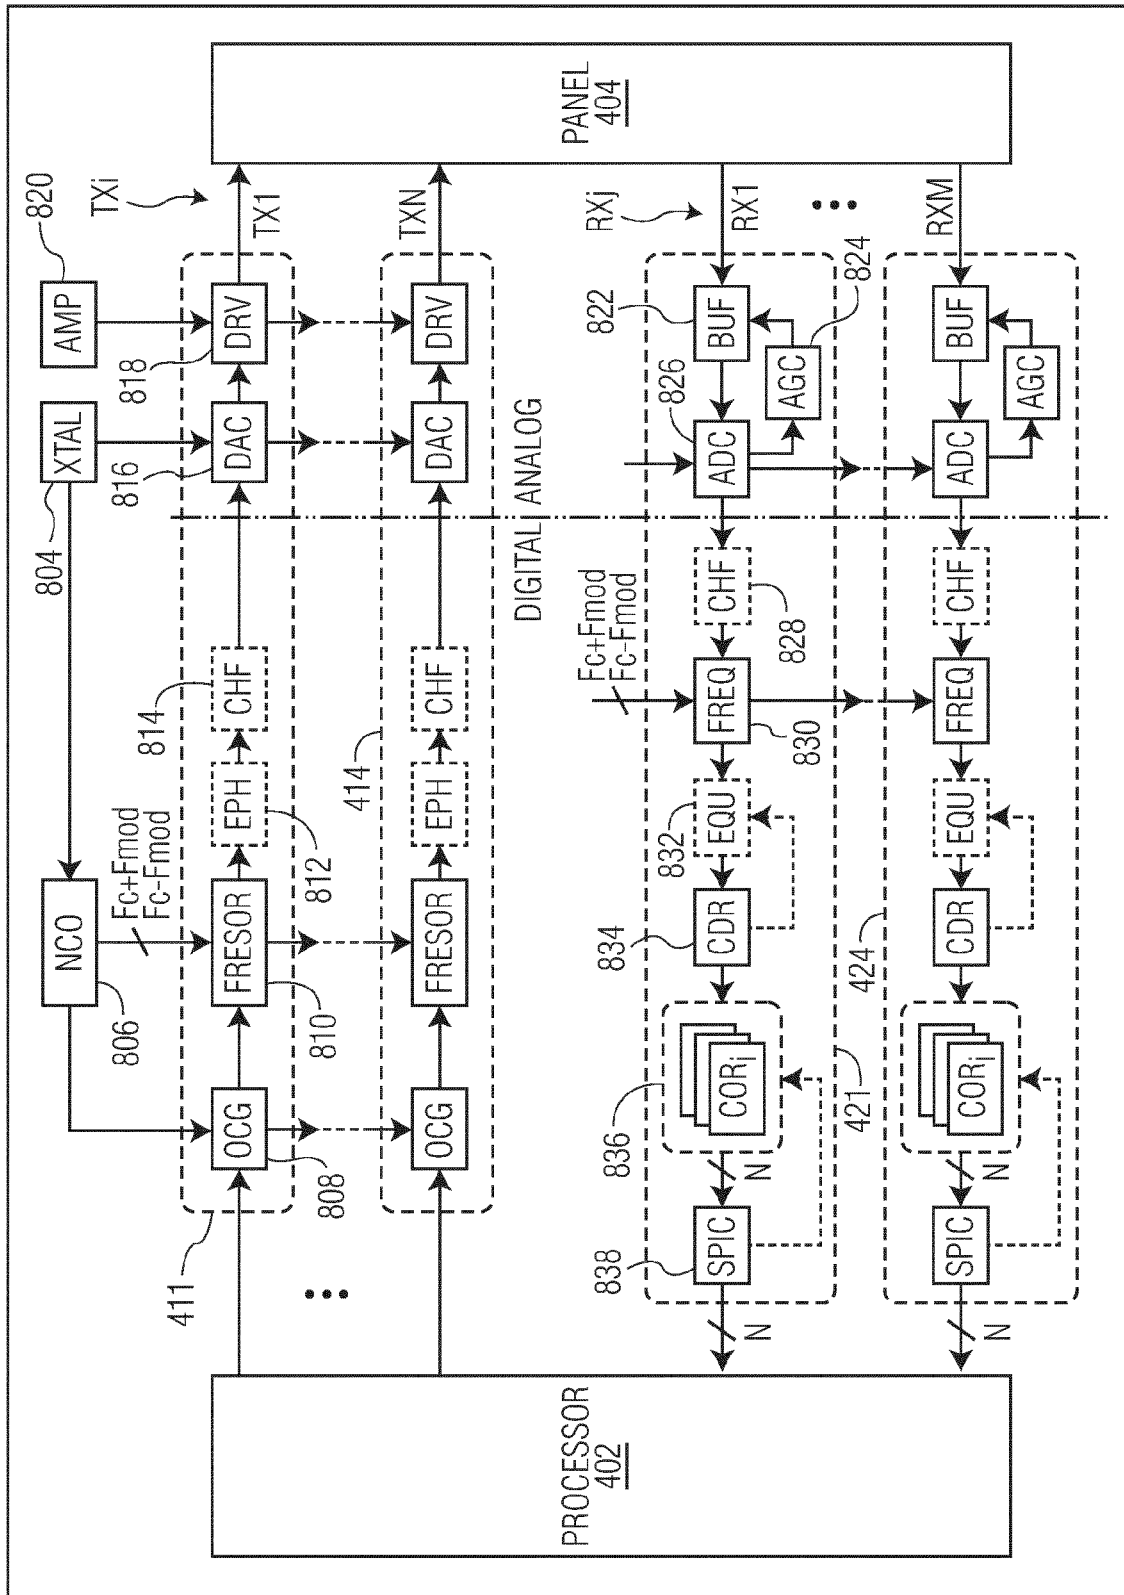 AMP
820
XTAL
804
NCO
806
Fc+Fmod
Fc–Fmod
TXi
411
OCG
808
FRESOR
810
EPH
812
CHF
814
DAC
816
DRV
818
TX1
414
OCG
FRESOR
EPH
CHF
DAC
DRV
TXN
DIGITAL
ANALOG
PROCESSOR
402
PANEL
404
Fc+Fmod
Fc–Fmod
RXj
N
SPIC
838
N
CORi
836
CDR
834
EQU
832
FREQ
830
CHF
828
ADC
826
BUF
822
AGC
824
RX1
421
424
N
SPIC
N
CORi
CDR
EQU
FREQ
CHF
ADC
BUF
AGC
RXM